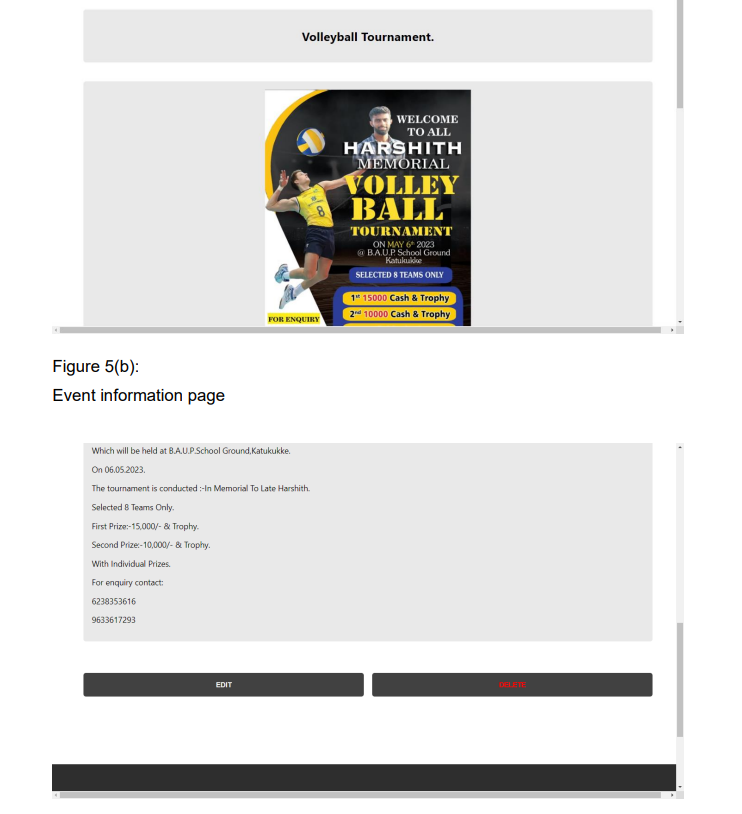 Volleyball Tournament.
WELCOME
TO ALL
HARSHITH
MEMORIAL
VOLLEY
BALL
TOURNAMENT
ON MAY 6th 2023
@ B.A.U.P. School Ground
Katukukke
SELECTED 8 TEAMS ONLY
1st 15000 Cash & Trophy
2nd 10000 Cash & Trophy
FOR ENQUIRY
8
Figure 5(b):
Event information page
Which will be held at B.A.U.P.School Ground,Katukukke.
On 06.05.2023.
The tournament is conducted :-In Memorial To Late Harshith.
Selected 8 Teams Only.
First Prize:-15,000/- & Trophy.
Second Prize:-10,000/- & Trophy.
With Individual Prizes.
For enquiry contact:
6238353616
9633617293
EDIT
DELETE